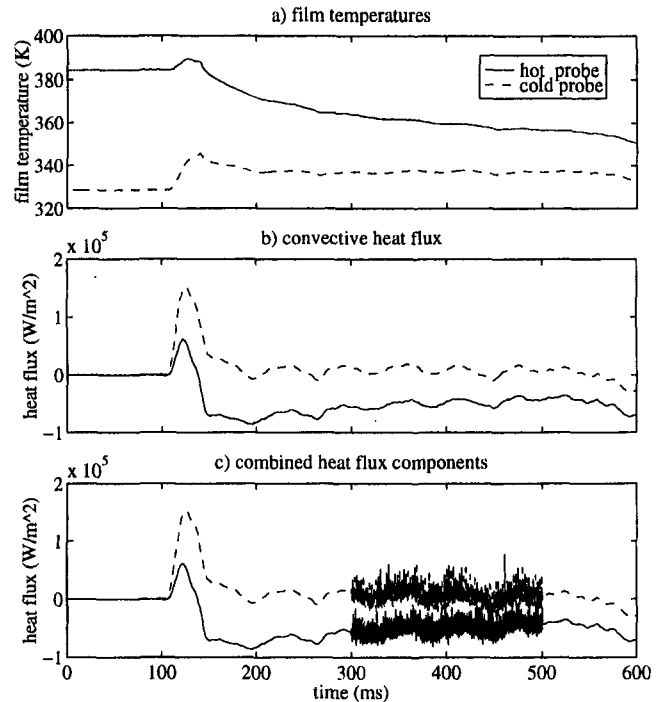 a) film temperatures
400
380
360
340
320
film temperature (K)
hot probe
cold probe
b) convective heat flux
x 10^5
2
1
0
-1
heat flux (W/m^2)
c) combined heat flux components
x 10^5
2
1
0
-1
heat flux (W/m^2)
0 100 200 300 400 500 600
time (ms)